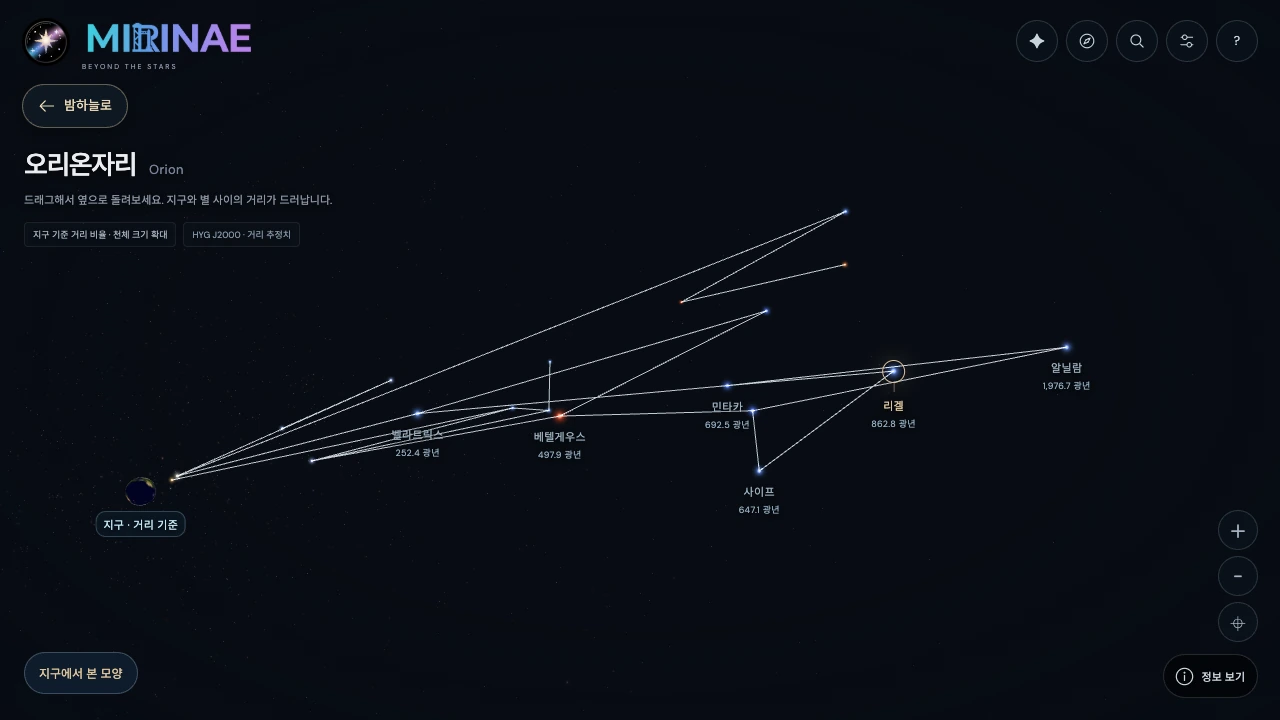 MIRINAE
BEYOND THE STARS
?
밤하늘로
오리온자리 Orion
드래그해서 옆으로 돌려보세요. 지구와 별 사이의 거리가 드러납니다.
지구 기준 거리 비율 · 전체 크기 확대
HYG J2000 · 거리 추정치
알닐람
1,976.7 광년
리겔
862.8 광년
민타카
692.5 광년
벨라트릭스
252.4 광년
베텔게우스
497.9 광년
사이프
647.1 광년
지구 · 거리 기준
지구에서 본 모양
정보 보기